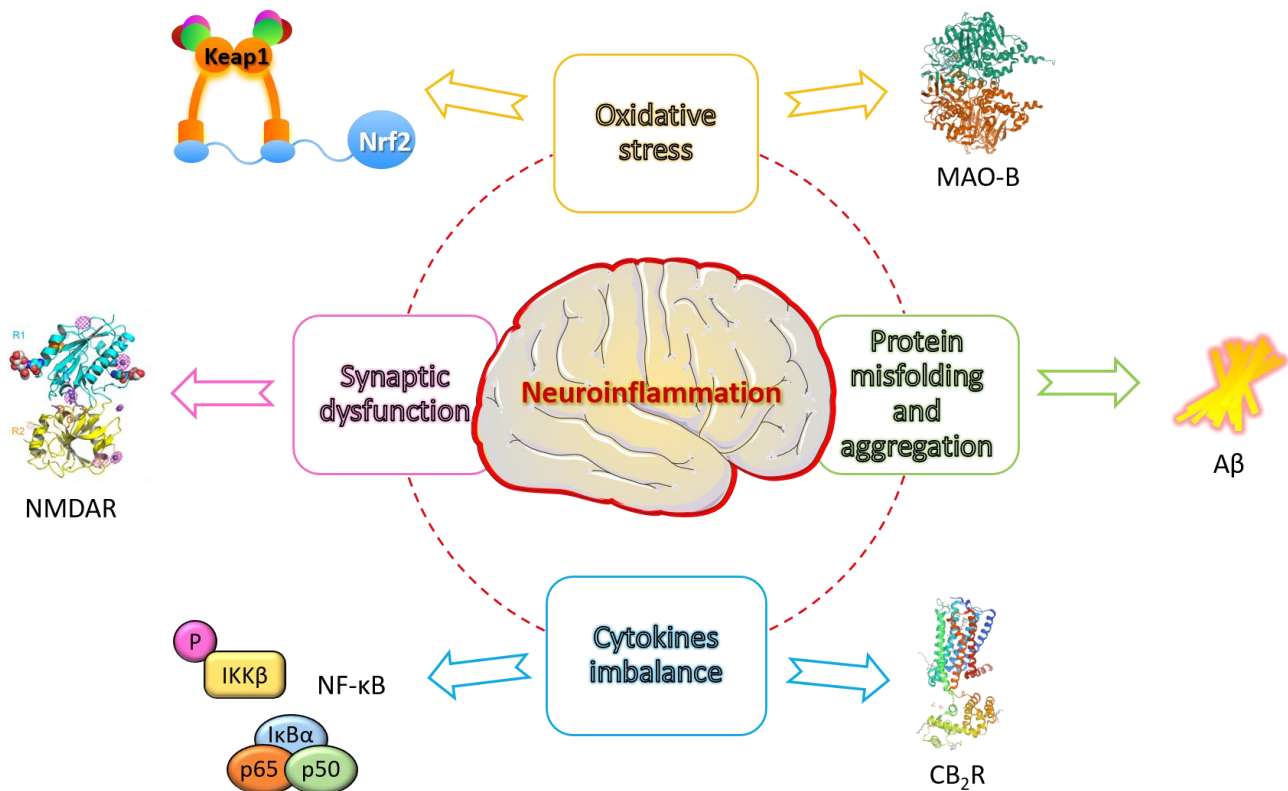 Keap1
Nrf2
Oxidative
stress
MAO-B
R1
R2
NMDAR
Synaptic
dysfunction
Neuroinflammation
Protein
misfolding
and
aggregation
Aβ
P
IKKβ
NF-κB
IκBα
p65
p50
Cytokines
imbalance
CB₂R